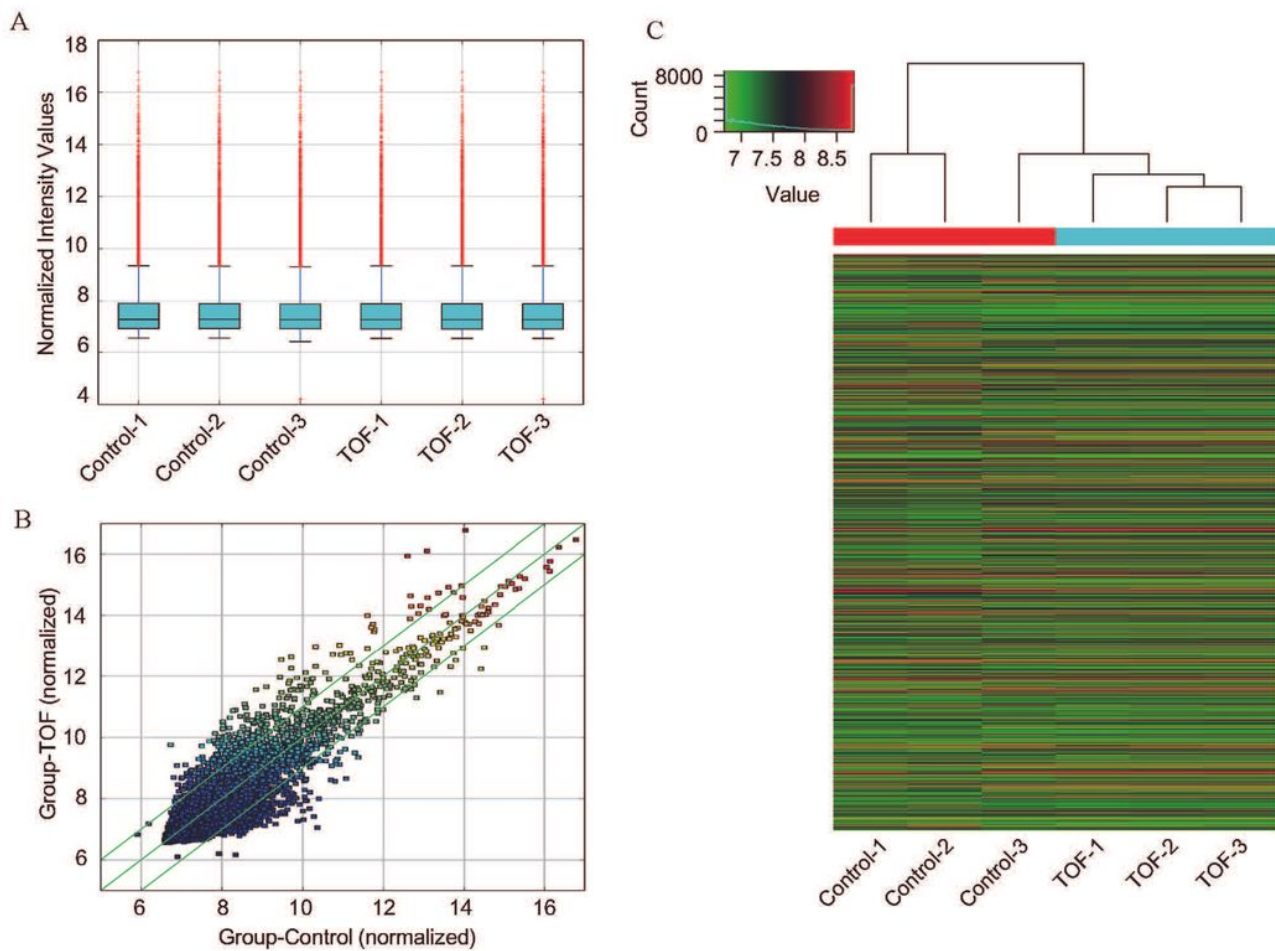 A
18
16
14
12
10
8
6
4
Normalized Intensity Values
Control-1
Control-2
Control-3
TOF-1
TOF-2
TOF-3
B
16
14
12
10
8
6
Group-TOF (normalized)
6 8 10 12 14 16
Group-Control (normalized)
C
8000
0
Count
7 7.5 8 8.5
Value
Control-1
Control-2
Control-3
TOF-1
TOF-2
TOF-3